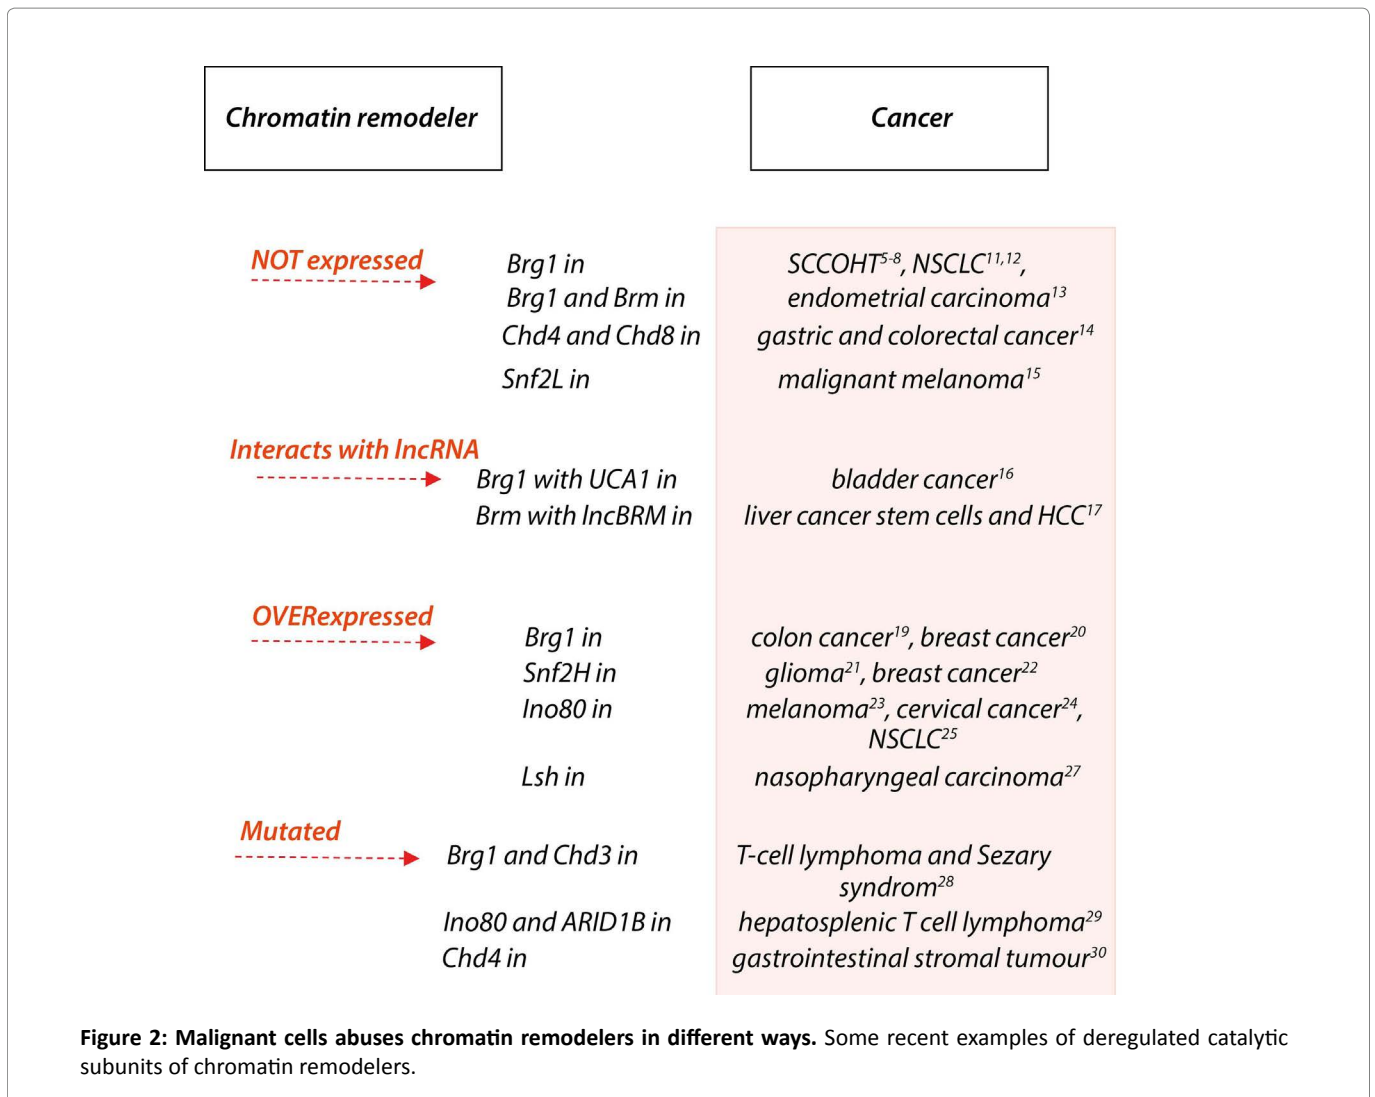 Chromatin remodeler Cancer
NOT expressed
Brg1 in SCCOHT5-8, NSCLC11,12,
Brg1 and Brm in endometrial carcinoma13
Chd4 and Chd8 in gastric and colorectal cancer14
Snf2L in malignant melanoma15
Interacts with lncRNA
Brg1 with UCA1 in bladder cancer16
Brm with lncBRM in liver cancer stem cells and HCC17
OVERexpressed
Brg1 in colon cancer19, breast cancer20
Snf2H in glioma21, breast cancer22
Ino80 in melanoma23, cervical cancer24,
NSCLC25
Lsh in nasopharyngeal carcinoma27
Mutated
Brg1 and Chd3 in T-cell lymphoma and Sezary
syndrom28
Ino80 and ARID1B in hepatosplenic T cell lymphoma29
Chd4 in gastrointestinal stromal tumour30
Figure 2: Malignant cells abuses chromatin remodelers in different ways. Some recent examples of deregulated catalytic
subunits of chromatin remodelers.